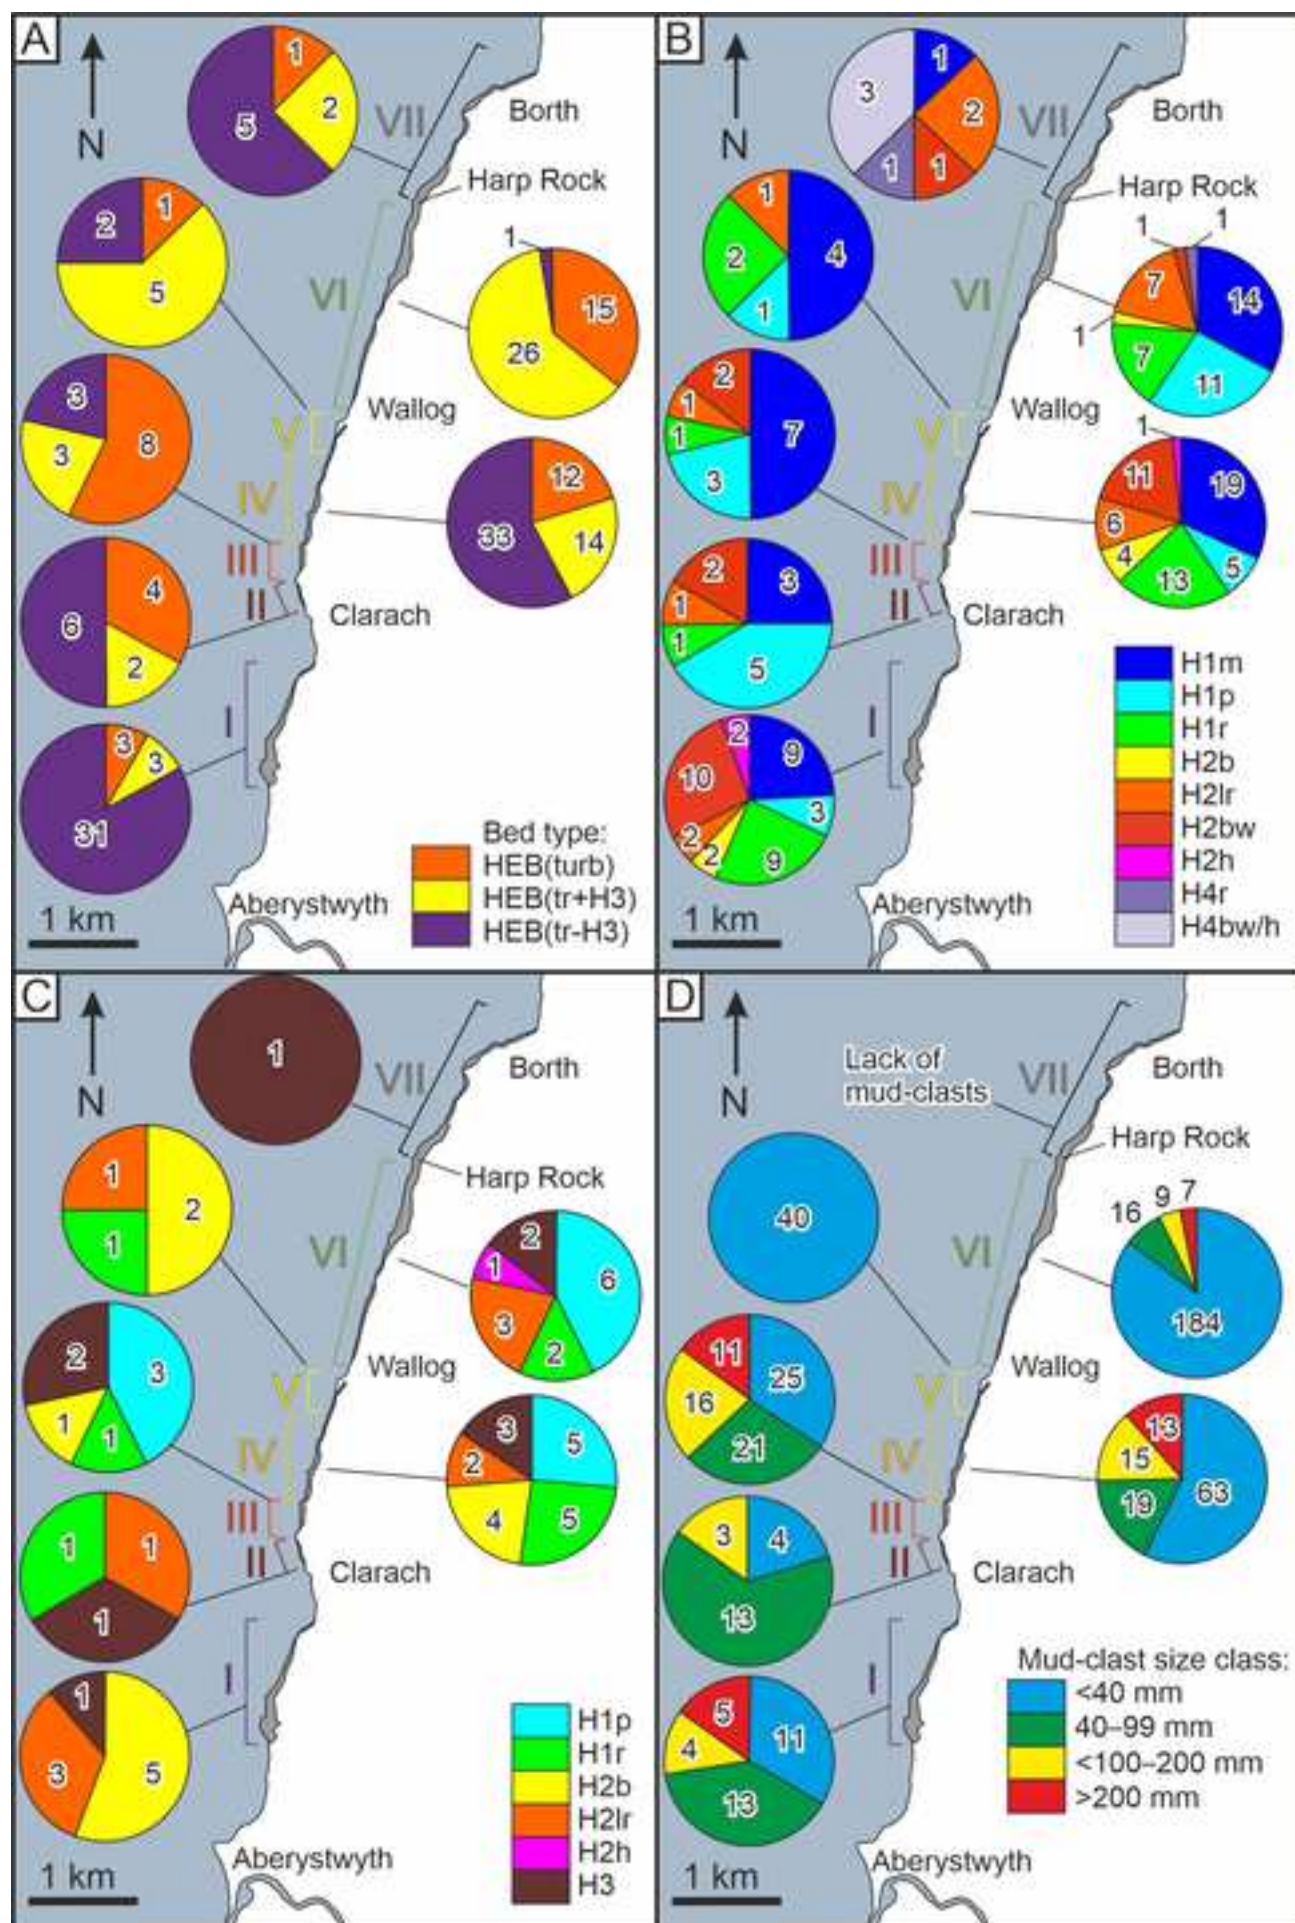 A
N
1
2
5
VII
Borth
Harp Rock
2
1
5
VI
1
15
26
Wallog
3
8
3
V
IV
12
33
14
III
II
Clarach
6
4
2
I
3
3
31
Bed type:
HEB(turb)
HEB(tr+H3)
HEB(tr-H3)
Aberystwyth
1 km
B
N
3
1
2
1
1
VII
Borth
Harp Rock
1
4
2
1
VI
1
1
7
14
1
7
11
Wallog
2
1
7
1
3
V
IV
1
11
19
6
4
13
5
III
II
Clarach
2
3
1
1
5
I
2
9
10
3
2
2
9
H1m
H1p
H1r
H2b
H2lr
H2bw
H2h
H4r
H4bw/h
Aberystwyth
1 km
C
N
1
VII
Borth
Harp Rock
1
2
1
VI
2
1
6
3
2
Wallog
2
3
1
1
V
IV
3
5
2
4
5
III
II
Clarach
1
1
1
I
1
3
5
H1p
H1r
H2b
H2lr
H2h
H3
Aberystwyth
1 km
D
N
Lack of
mud-clasts
VII
Borth
Harp Rock
40
VI
16
9
7
184
Wallog
11
25
16
21
V
IV
13
15
19
63
III
II
Clarach
3
4
13
I
5
11
4
13
Mud-clast size class:
<40 mm
40–99 mm
<100–200 mm
>200 mm
Aberystwyth
1 km